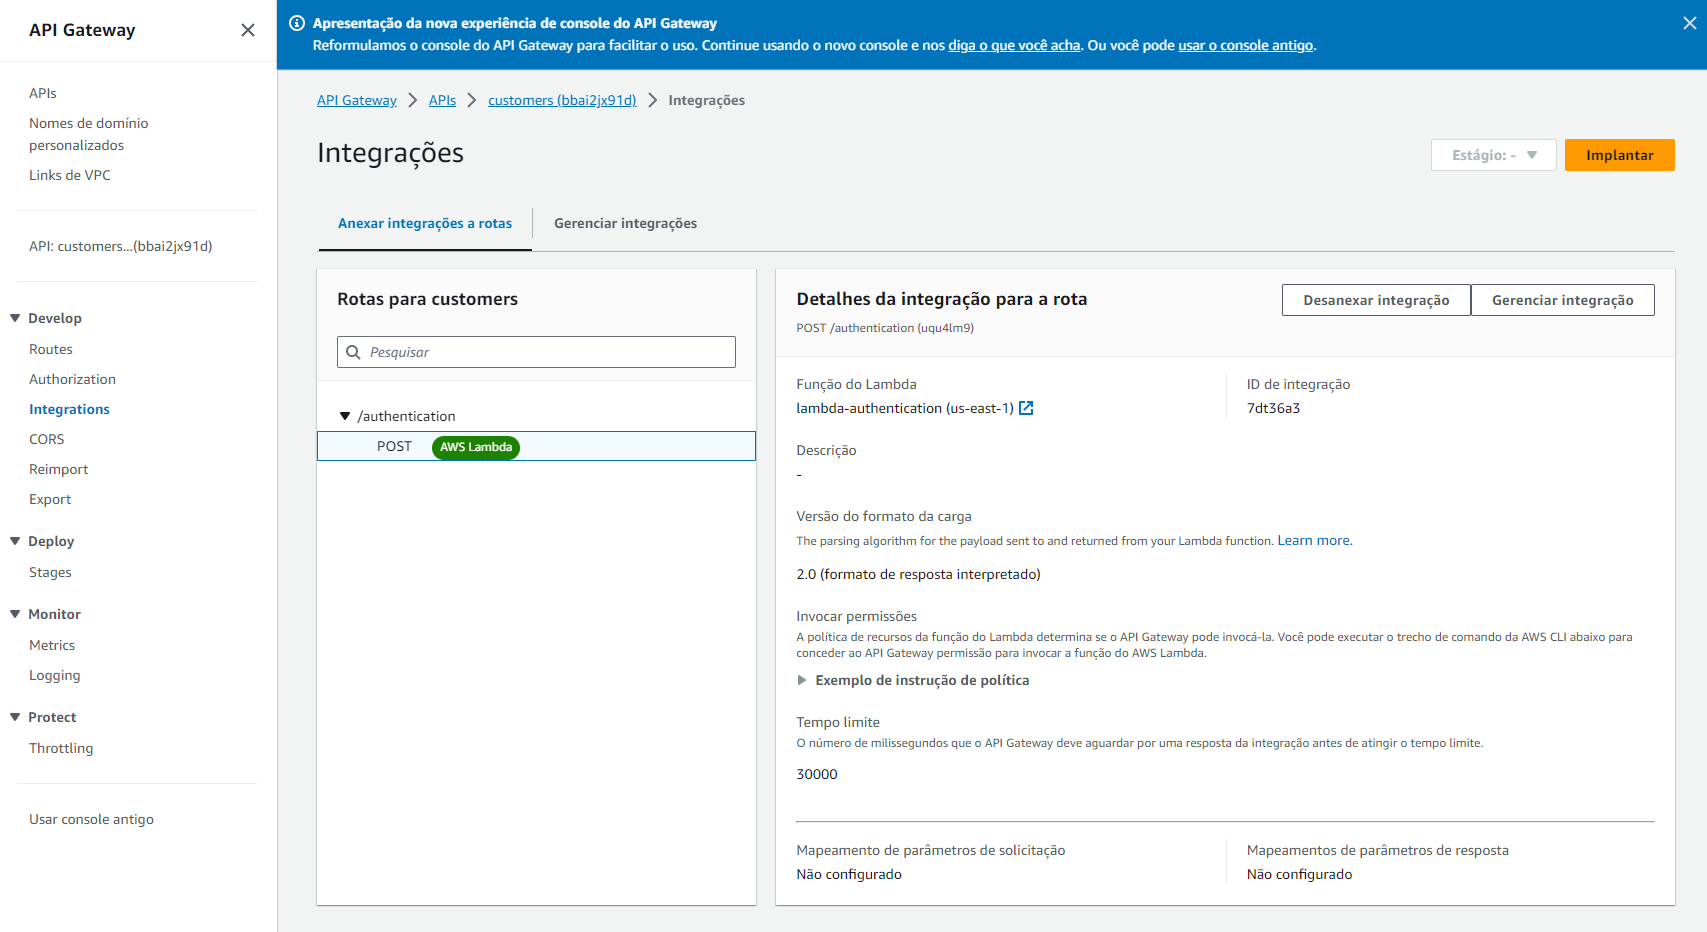 API Gateway
APIs
Nomes de domínio
personalizados
Links de VPC
API: customers...(bbai2jx91d)
Develop
Routes
Authorization
Integrations
CORS
Reimport
Export
Deploy
Stages
Monitor
Metrics
Logging
Protect
Throttling
Usar console antigo
Apresentação da nova experiência de console do API Gateway
Reformulamos o console do API Gateway para facilitar o uso. Continue usando o novo console e nos diga o que você acha. Ou você pode usar o console antigo.
API Gateway > APIs > customers (bbai2jx91d) > Integrações
Integrações
Estágio: -
Implantar
Anexar integrações a rotas
Gerenciar integrações
Rotas para customers
Pesquisar
/authentication
POST AWS Lambda
Detalhes da integração para a rota
POST /authentication (uqu4lm9)
Desanexar integração
Gerenciar integração
Função do Lambda
lambda-authentication (us-east-1)
ID de integração
7dt36a3
Descrição
-
Versão do formato da carga
The parsing algorithm for the payload sent to and returned from your Lambda function. Learn more.
2.0 (formato de resposta interpretado)
Invocar permissões
A política de recursos da função do Lambda determina se o API Gateway pode invocá-la. Você pode executar o trecho de comando da AWS CLI abaixo para
conceder ao API Gateway permissão para invocar a função do AWS Lambda.
Exemplo de instrução de política
Tempo limite
O número de milissegundos que o API Gateway deve aguardar por uma resposta da integração antes de atingir o tempo limite.
30000
Mapeamento de parâmetros de solicitação
Não configurado
Mapeamentos de parâmetros de resposta
Não configurado